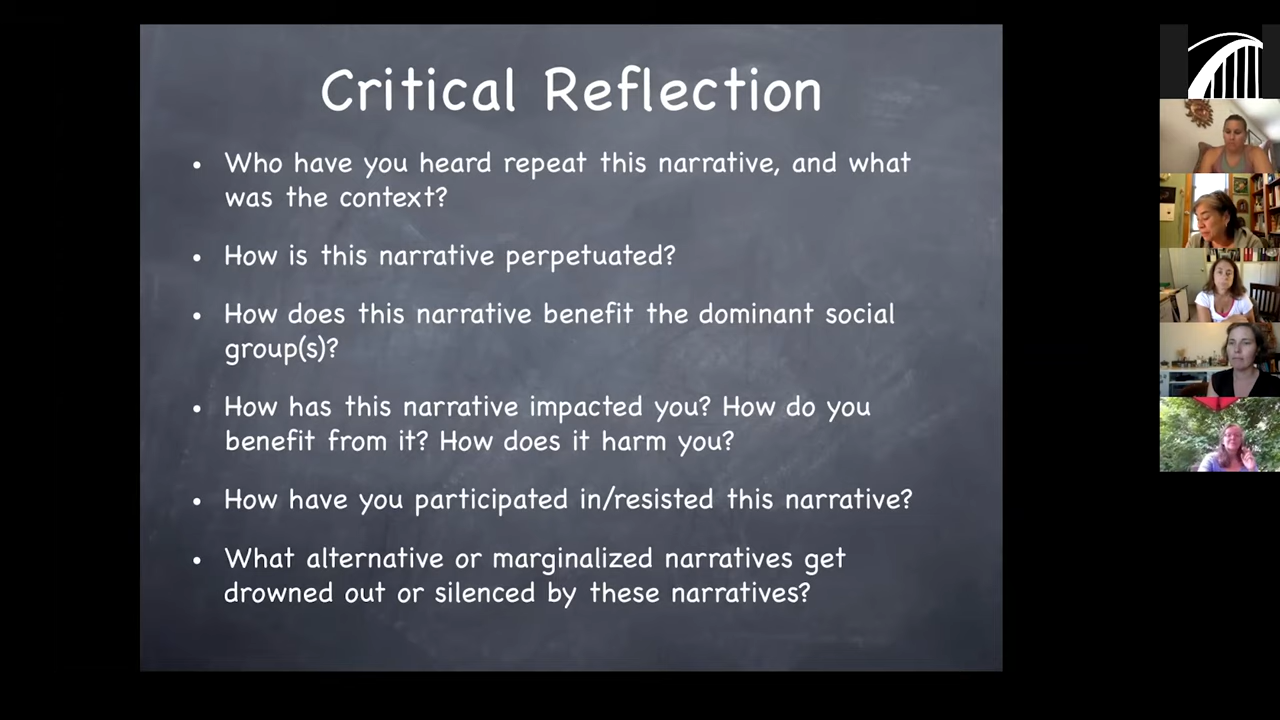 Critical Reflection
• Who have you heard repeat this narrative, and what
was the context?
• How is this narrative perpetuated?
• How does this narrative benefit the dominant social
group(s)?
• How has this narrative impacted you? How do you
benefit from it? How does it harm you?
• How have you participated in/resisted this narrative?
• What alternative or marginalized narratives get
drowned out or silenced by these narratives?